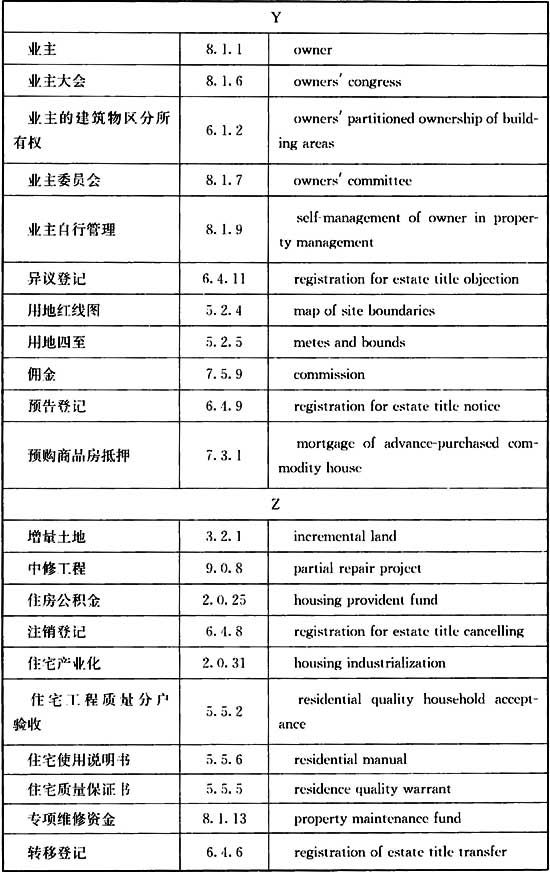 Y
业主 8.1.1 owner
业主大会 8.1.6 owners' congress
业主的建筑物区分所有权 6.1.2 owners' partitioned ownership of build-
ing areas
业主委员会 8.1.7 owners' committee
业主自行管理 8.1.9 self-management of owner in proper-
ty management
异议登记 6.4.11 registration for estate title objection
用地红线图 5.2.4 map of site boundaries
用地四至 5.2.5 metes and bounds
佣金 7.5.9 commission
预告登记 6.4.9 registration for estate title notice
预购商品房抵押 7.3.1 mortgage of advance-purchased com-
modity house
Z
增量土地 3.2.1 incremental land
中修工程 9.0.8 partial repair project
住房公积金 2.0.25 housing provident fund
注销登记 6.4.8 registration for estate title cancelling
住宅产业化 2.0.31 housing industrialization
住宅工程质量分户验收 5.5.2 residential quality household accept-
ance
住宅使用说明书 5.5.6 residential manual
住宅质量保证书 5.5.5 residence quality warrant
专项维修资金 8.1.13 property maintenance fund
转移登记 6.4.6 registration of estate title transfer